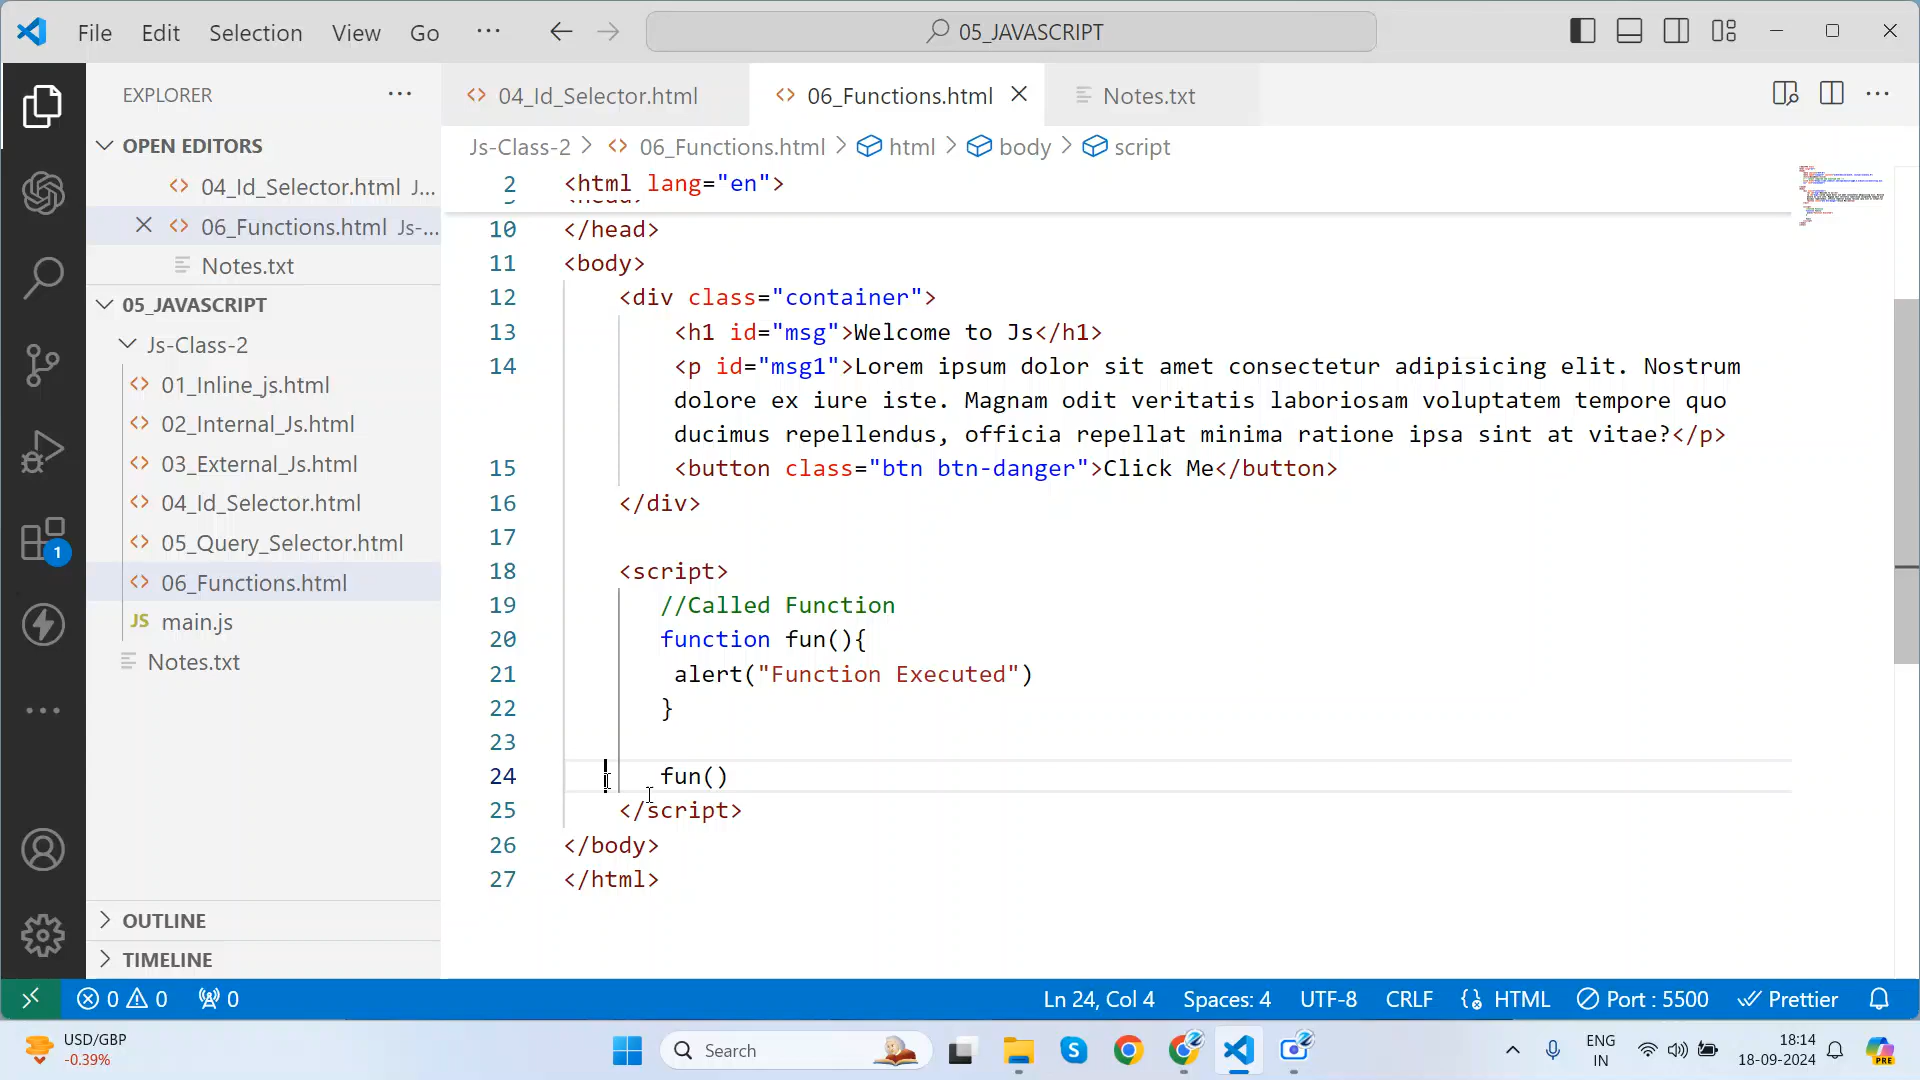 File Edit Selection View Go ··· 05_JAVASCRIPT
EXPLORER ···
OPEN EDITORS
04_Id_Selector.html J...
06_Functions.html Js-...
Notes.txt
05_JAVASCRIPT
Js-Class-2
01_Inline_js.html
02_Internal_Js.html
03_External_Js.html
04_Id_Selector.html
05_Query_Selector.html
06_Functions.html
JS main.js
Notes.txt
OUTLINE
TIMELINE
1
04_Id_Selector.html 06_Functions.html Notes.txt
Js-Class-2 > 06_Functions.html > html > body > script
2 <html lang="en">
9 <head>
10 </head>
11 <body>
12 <div class="container">
13 <h1 id="msg">Welcome to Js</h1>
14 <p id="msg1">Lorem ipsum dolor sit amet consectetur adipisicing elit. Nostrum
dolore ex iure iste. Magnam odit veritatis laboriosam voluptatem tempore quo
ducimus repellendus, officia repellat minima ratione ipsa sint at vitae?</p>
15 <button class="btn btn-danger">Click Me</button>
16 </div>
17
18 <script>
19 //Called Function
20 function fun(){
21 alert("Function Executed")
22 }
23
24 fun()
25 </script>
26 </body>
27 </html>
0 0 0 Ln 24, Col 4 Spaces: 4 UTF-8 CRLF HTML Port : 5500 Prettier
USD/GBP
-0.39%
Search
ENG
IN
18:14
18-09-2024
PRE